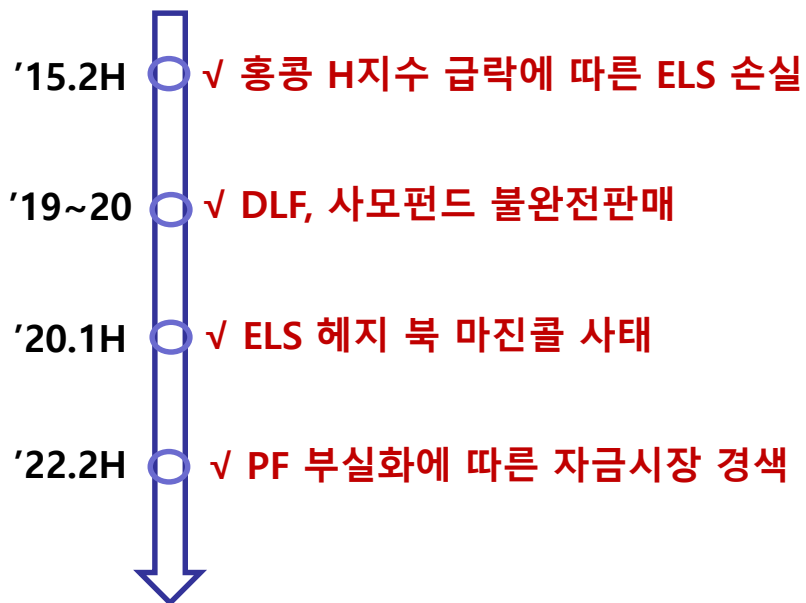 ’15.2H √ 홍콩 H지수 급락에 따른 ELS 손실
’19~20 √ DLF, 사모펀드 불완전판매
’20.1H √ ELS 헤지 북 마진콜 사태
’22.2H √ PF 부실화에 따른 자금시장 경색